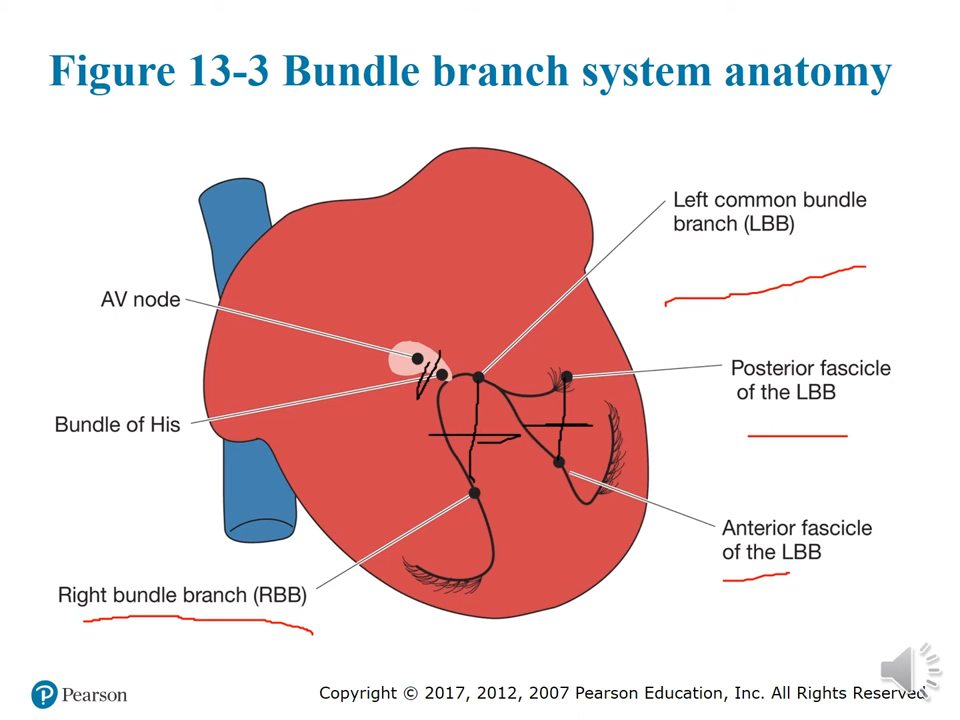 Figure 13-3 Bundle branch system anatomy
Left common bundle
branch (LBB)
AV node
Posterior fascicle
of the LBB
Bundle of His
Anterior fascicle
of the LBB
Right bundle branch (RBB)
Pearson
Copyright © 2017, 2012, 2007 Pearson Education, Inc. All Rights Reserved